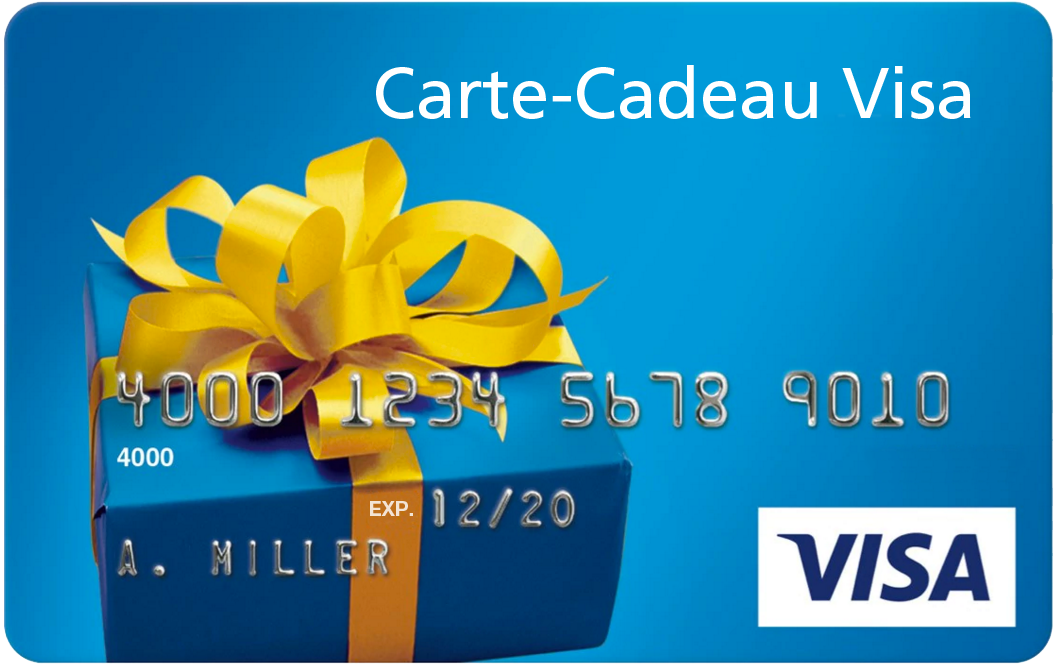 Carte-Cadeau Visa
4000 1234 5678 9010
4000
EXP. 12/20
A. MILLER
VISA